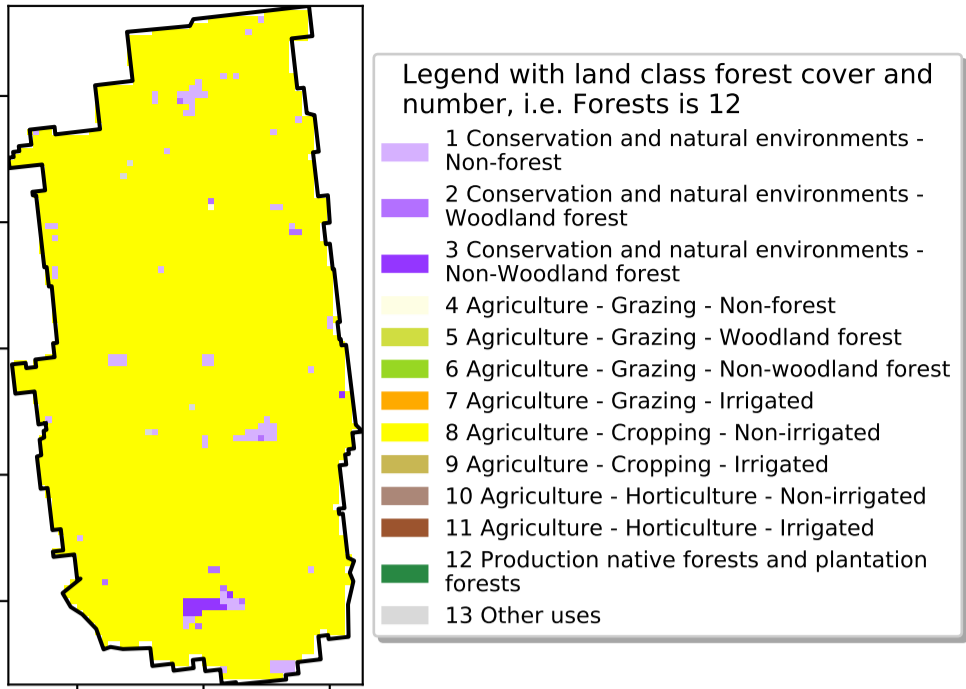 Legend with land class forest cover and
number, i.e. Forests is 12
1 Conservation and natural environments -
Non-forest
2 Conservation and natural environments -
Woodland forest
3 Conservation and natural environments -
Non-Woodland forest
4 Agriculture - Grazing - Non-forest
5 Agriculture - Grazing - Woodland forest
6 Agriculture - Grazing - Non-woodland forest
7 Agriculture - Grazing - Irrigated
8 Agriculture - Cropping - Non-irrigated
9 Agriculture - Cropping - Irrigated
10 Agriculture - Horticulture - Non-irrigated
11 Agriculture - Horticulture - Irrigated
12 Production native forests and plantation
forests
13 Other uses